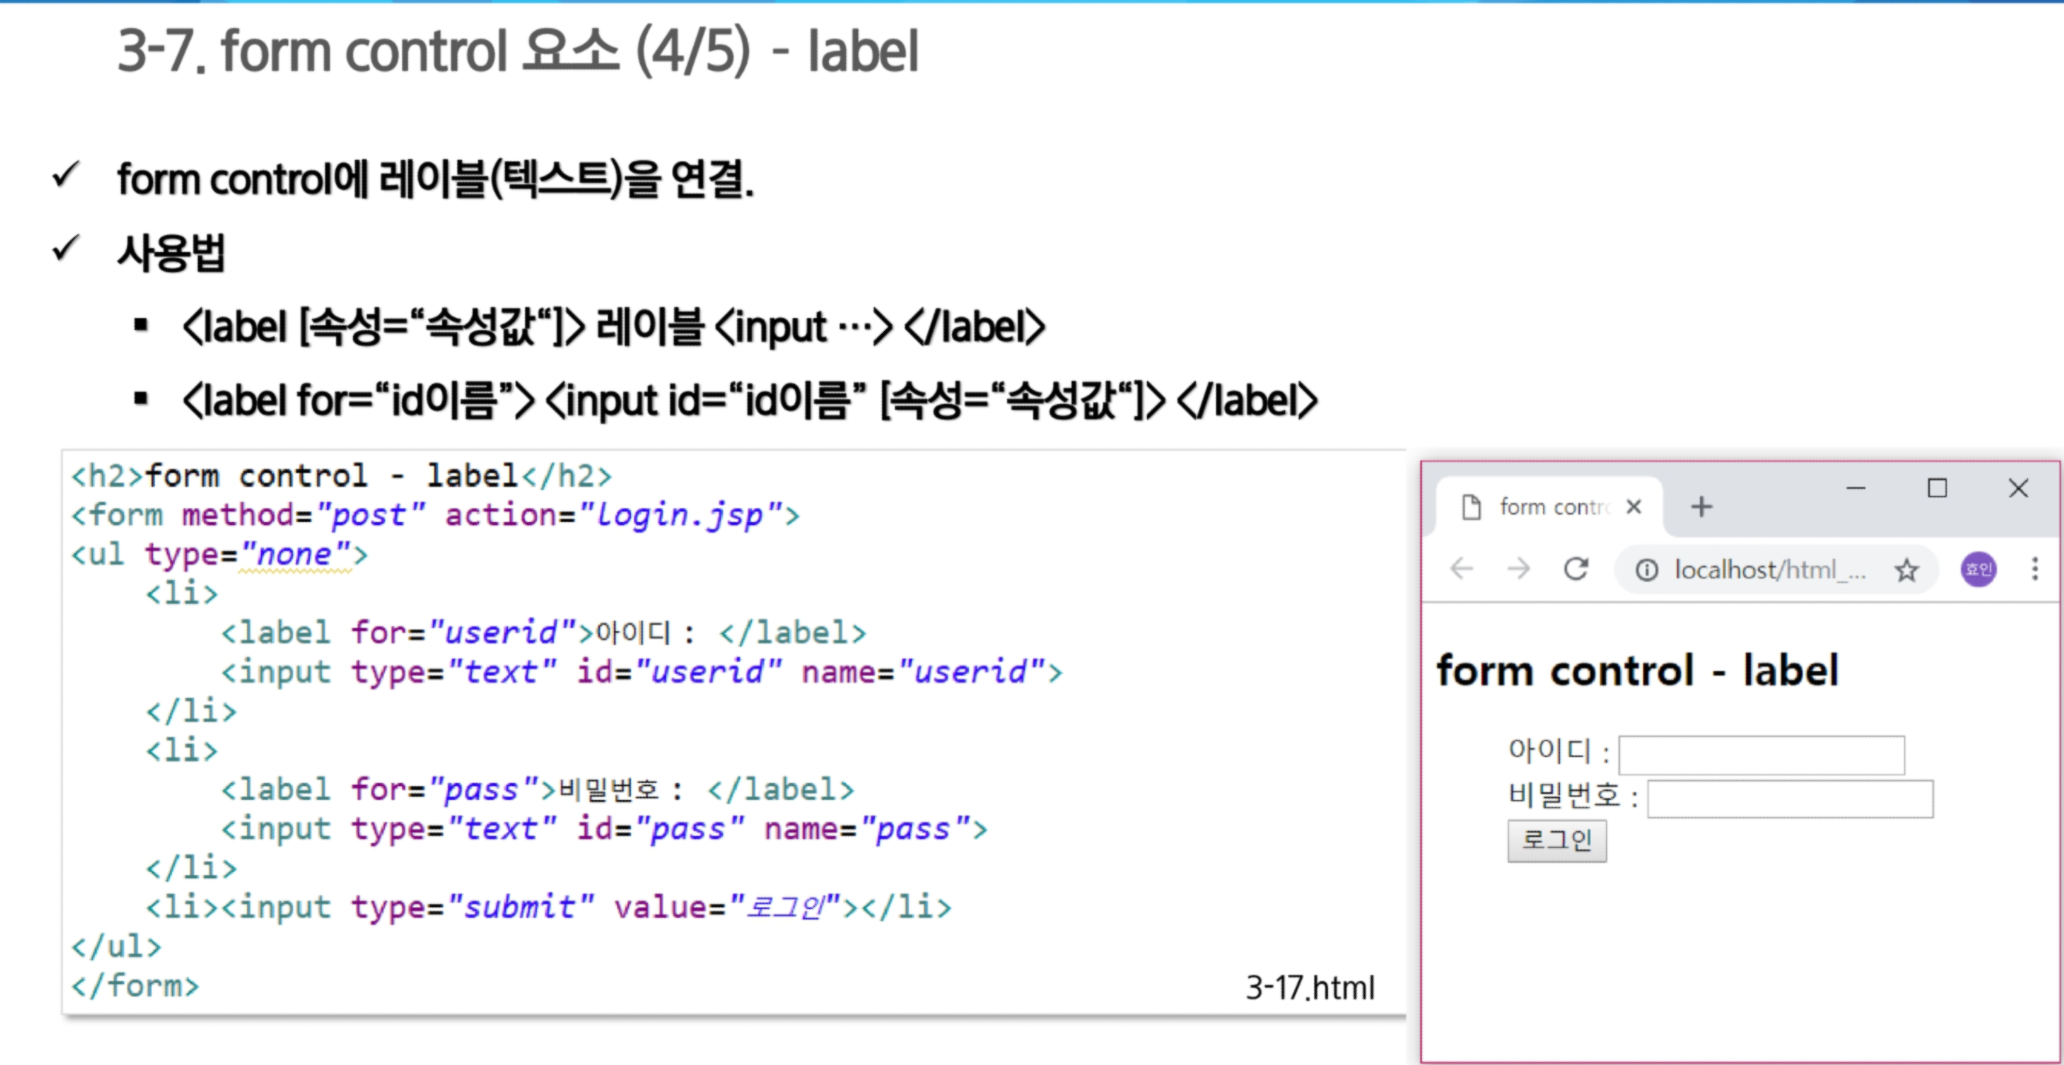 3-7. form control 요소 (4/5) - label
✓ form control에 레이블(텍스트)을 연결.
✓ 사용법
▪ <label [속성=“속성값“]> 레이블 <input …> </label>
▪ <label for=“id이름”> <input id=“id이름” [속성=“속성값“]> </label>
<h2>form control - label</h2>
<form method="post" action="login.jsp">
<ul type="none">
<li>
<label for="userid">아이디 : </label>
<input type="text" id="userid" name="userid">
</li>
<li>
<label for="pass">비밀번호 : </label>
<input type="text" id="pass" name="pass">
</li>
<li><input type="submit" value="로그인"></li>
</ul>
</form>
3-17.html
form contro
localhost/html_...
효인
form control - label
아이디 :
비밀번호 :
로그인